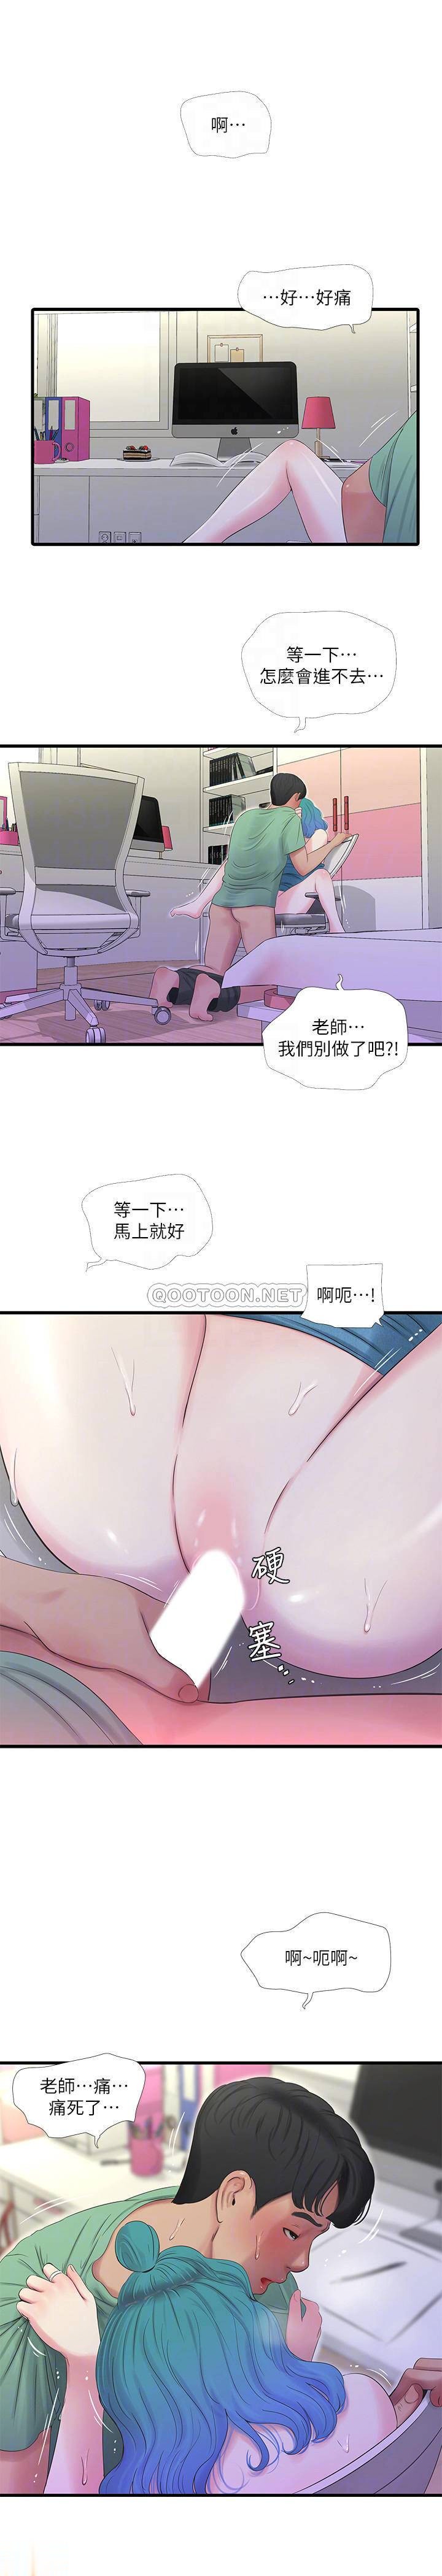 啊…
…好…好痛
等一下…
怎麼會進不去…
老師…
我們別做了吧?!
等一下…
馬上就好
QOOTOON.NET
啊呃…!
硬
塞…
啊~呃啊~
老師…痛…
痛死了…